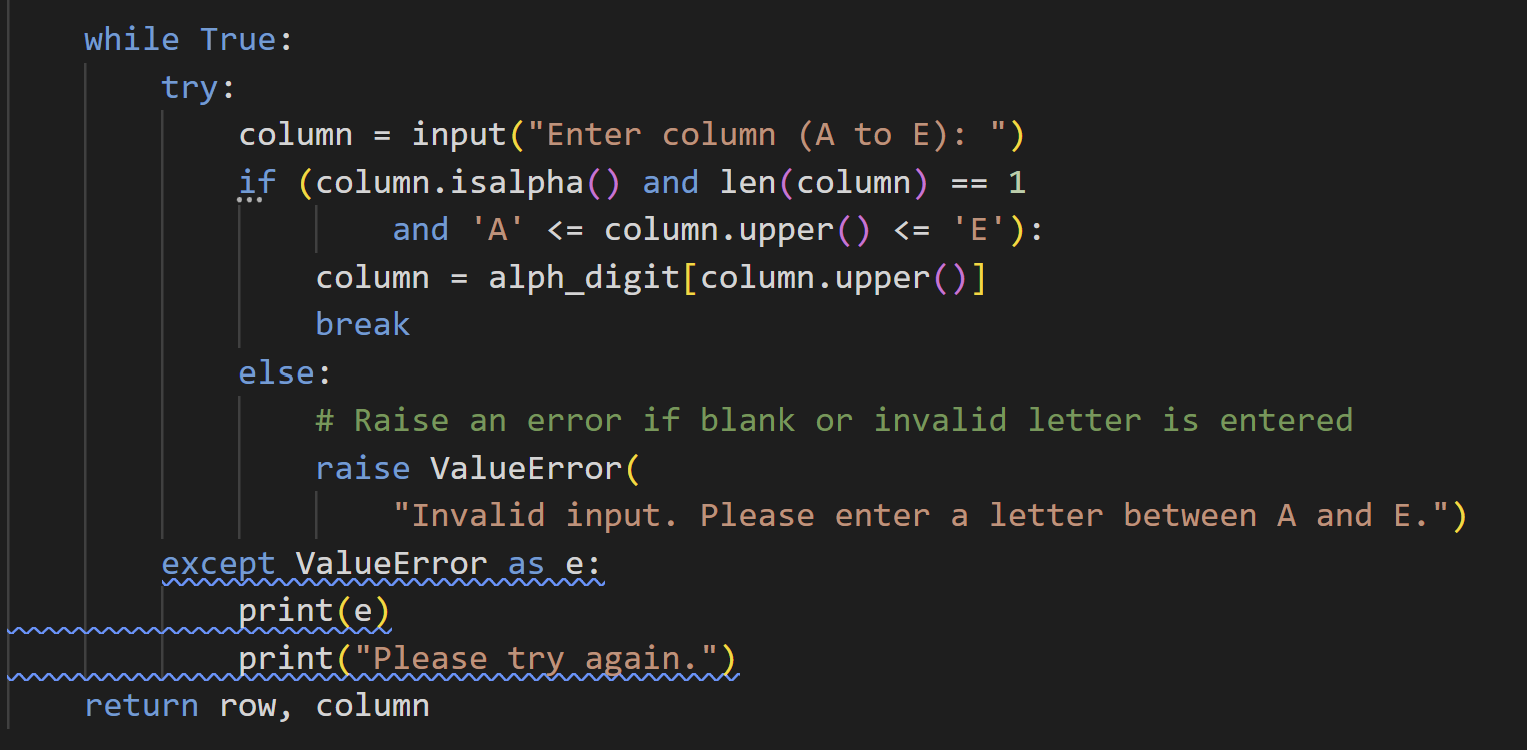 while True:
    try:
        column = input("Enter column (A to E): ")
        if (column.isalpha() and len(column) == 1
                and 'A' <= column.upper() <= 'E'):
            column = alph_digit[column.upper()]
            break
        else:
            # Raise an error if blank or invalid letter is entered
            raise ValueError(
                "Invalid input. Please enter a letter between A and E.")
    except ValueError as e:
        print(e)
        print("Please try again.")
return row, column